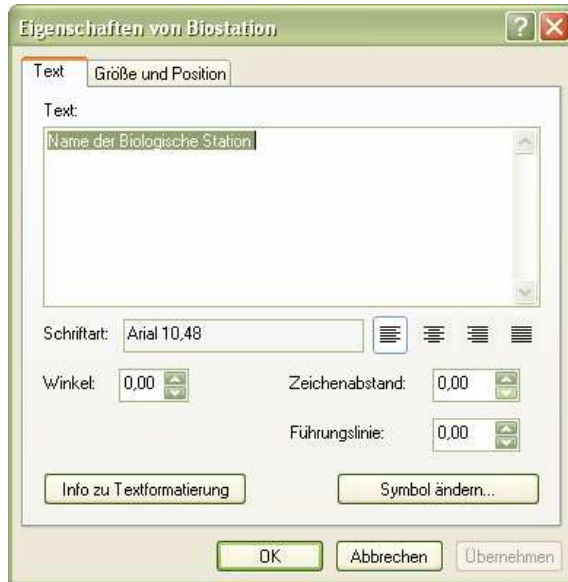 Eigenschaften von Biostation
Text Größe und Position
Text:
Name der Biologische Station
Schriftart: Arial 10,48
Winkel: 0,00 Zeichenabstand: 0,00
Führungslinie: 0,00
Info zu Textformatierung Symbol ändern...
OK Abbrechen Übernehmen